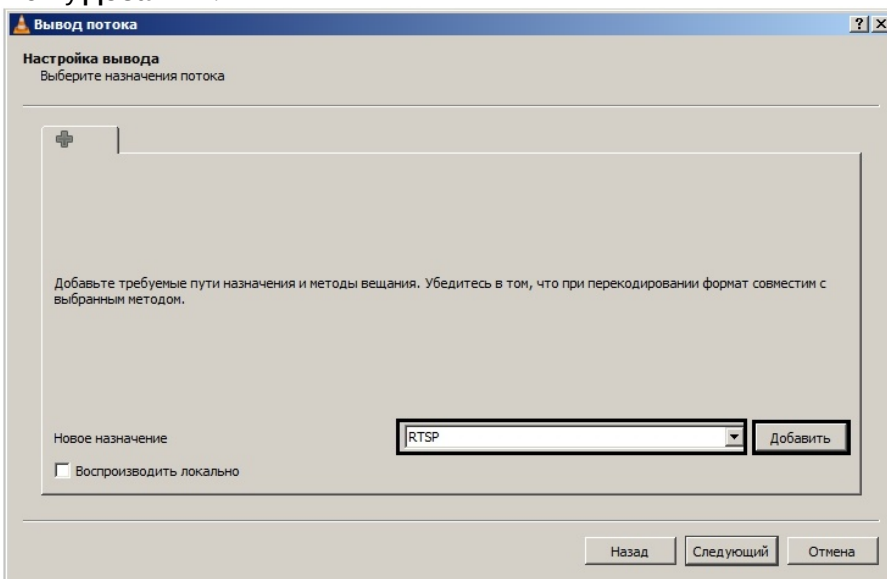 Вывод потока
Настройка вывода
Выберите назначения потока
Добавьте требуемые пути назначения и методы вещания. Убедитесь в том, что при перекодировании формат совместим с
выбранным методом.
Новое назначение
RTSP
Добавить
Воспроизводить локально
Назад
Следующий
Отмена